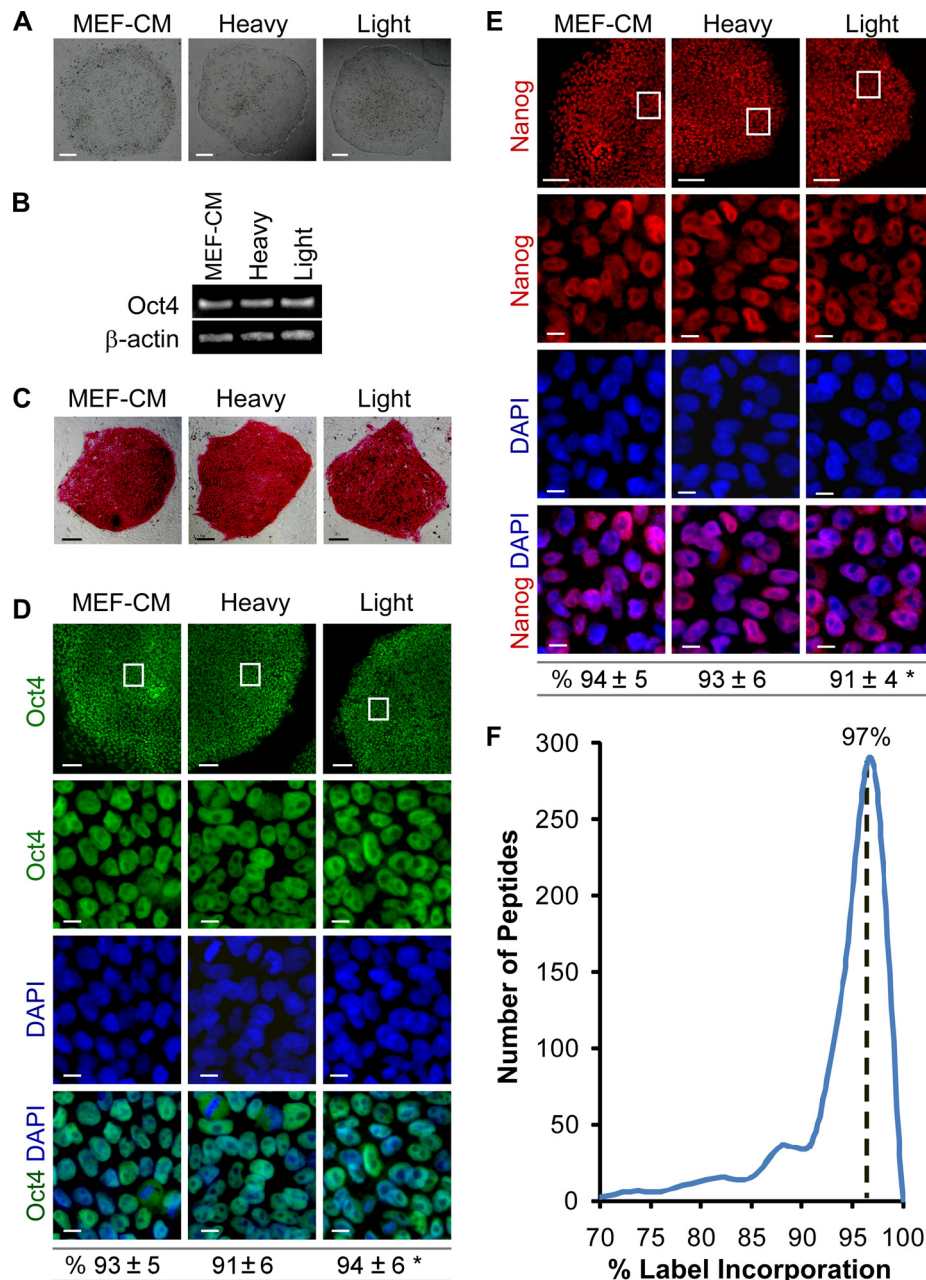 A
MEF-CM Heavy Light
B
MEF-CM
Heavy
Light
Oct4
β-actin
C
MEF-CM Heavy Light
D
MEF-CM Heavy Light
Oct4
Oct4
DAPI
Oct4 DAPI
% 93 ± 5 91 ± 6 94 ± 6 *
E
MEF-CM Heavy Light
Nanog
Nanog
DAPI
Nanog DAPI
% 94 ± 5 93 ± 6 91 ± 4 *
F
97%
Number of Peptides
300
250
200
150
100
50
0
70 75 80 85 90 95 100
% Label Incorporation